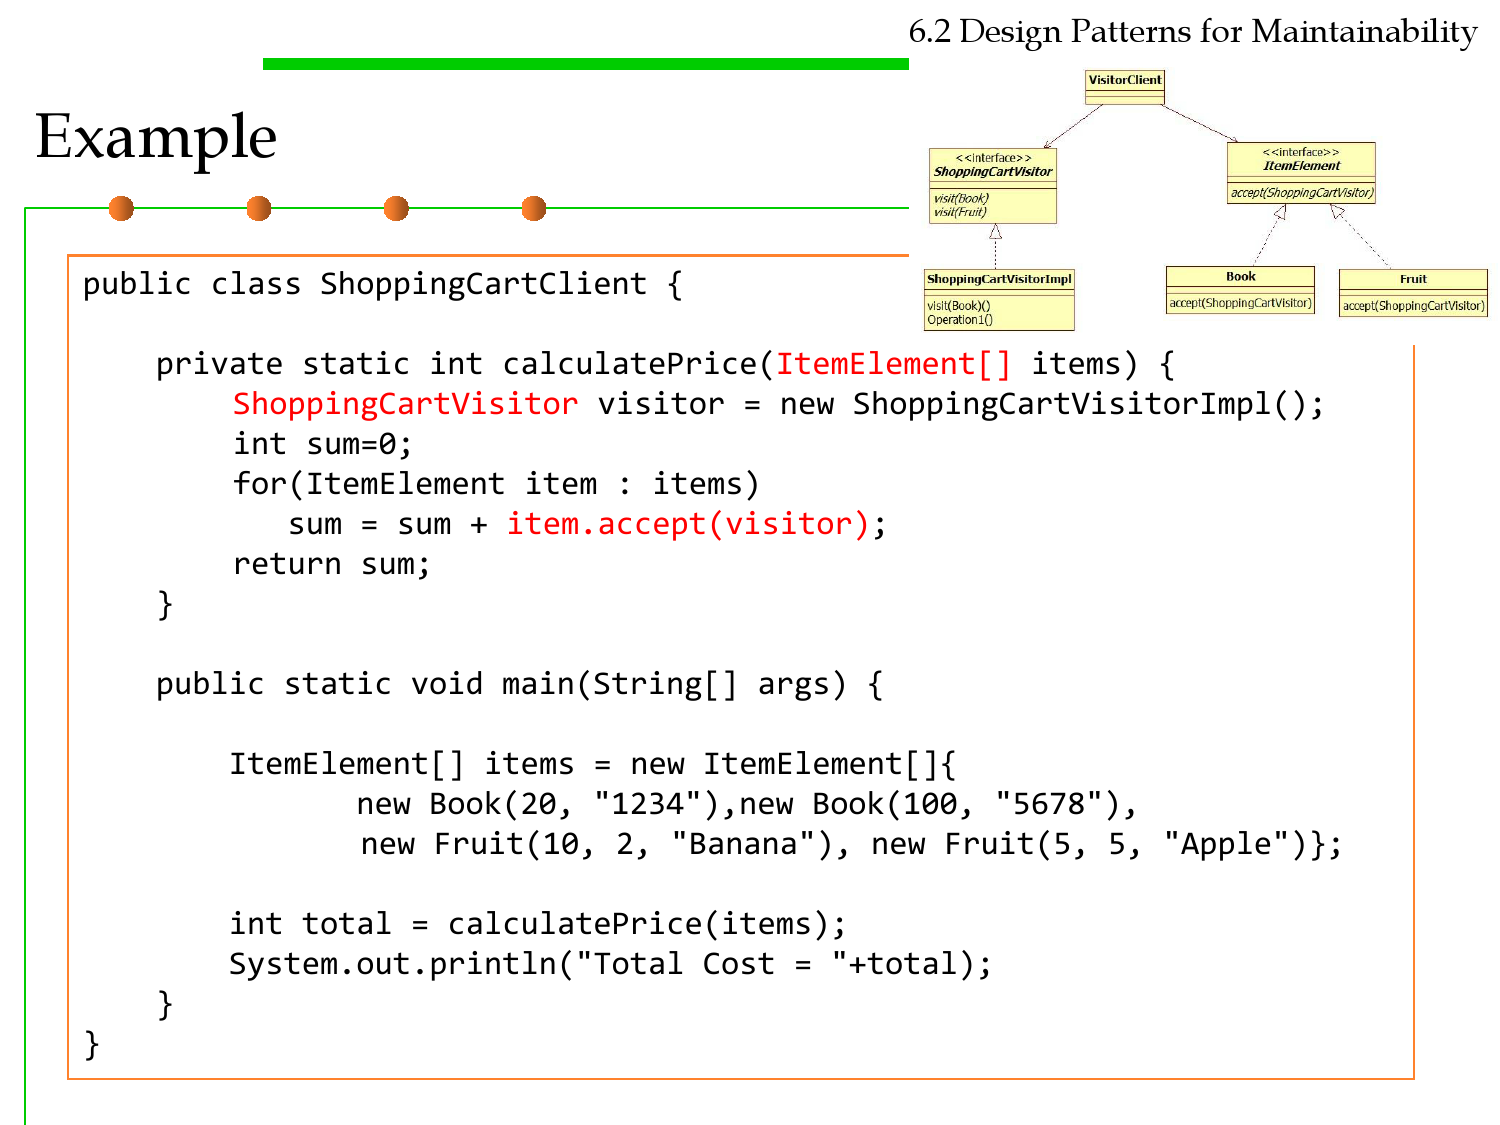 6.2 Design Patterns for Maintainability
Example
VisitorClient
<<interface>>
ShoppingCartVisitor
visit(Book)
visit(Fruit)
<<interface>>
ItemElement
accept(ShoppingCartVisitor)
ShoppingCartVisitorImpl
visit(Book)()
Operation1()
Book
accept(ShoppingCartVisitor)
Fruit
accept(ShoppingCartVisitor)
public class ShoppingCartClient {
private static int calculatePrice(ItemElement[] items) {
ShoppingCartVisitor visitor = new ShoppingCartVisitorImpl();
int sum=0;
for(ItemElement item : items)
sum = sum + item.accept(visitor);
return sum;
}
public static void main(String[] args) {
ItemElement[] items = new ItemElement[]{
new Book(20, "1234"),new Book(100, "5678"),
new Fruit(10, 2, "Banana"), new Fruit(5, 5, "Apple")};
int total = calculatePrice(items);
System.out.println("Total Cost = "+total);
}
}